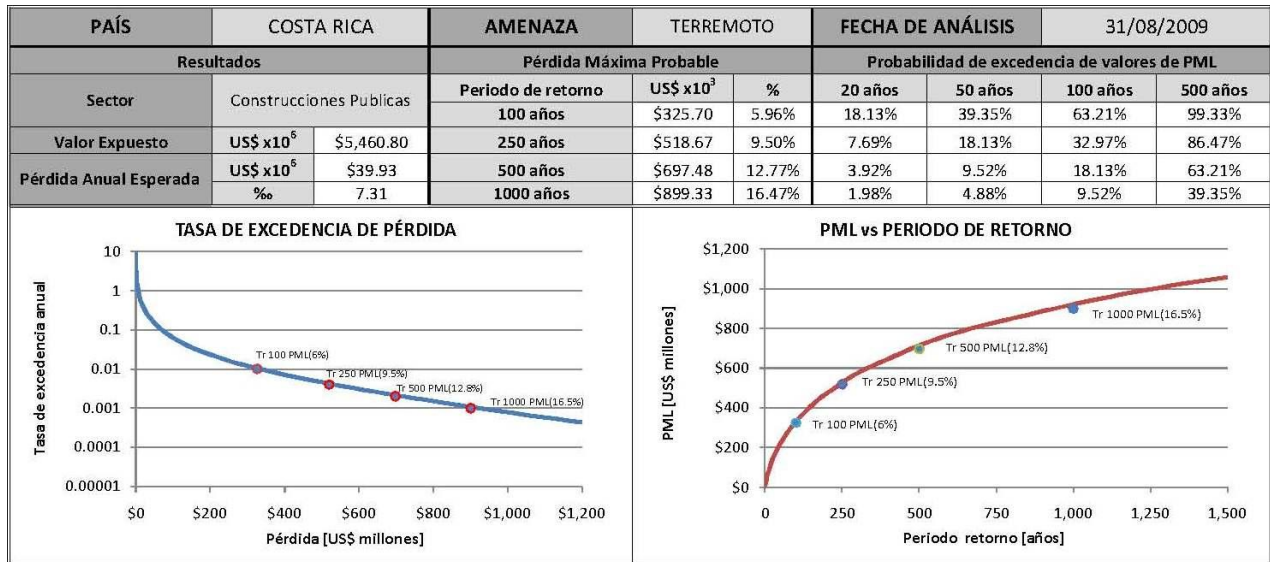 PAÍS COSTA RICA AMENAZA TERREMOTO FECHA DE ANÁLISIS 31/08/2009
Resultados Pérdida Máxima Probable Probabilidad de excedencia de valores de PML
Sector Construcciones Publicas Periodo de retorno US$ x10³ % 20 años 50 años 100 años 500 años
100 años $325.70 5.96% 18.13% 39.35% 63.21% 99.33%
Valor Expuesto US$ x10⁶ $5,460.80 250 años $518.67 9.50% 7.69% 18.13% 32.97% 86.47%
Pérdida Anual Esperada US$ x10⁶ $39.93 500 años $697.48 12.77% 3.92% 9.52% 18.13% 63.21%
‰ 7.31 1000 años $899.33 16.47% 1.98% 4.88% 9.52% 39.35%
TASA DE EXCEDENCIA DE PÉRDIDA
Tasa de excedencia anual
10
1
0.1
0.01
0.001
0.0001
0.00001
Tr 100 PML(6%)
Tr 250 PML(9.5%)
Tr 500 PML(12.8%)
Tr 1000 PML(16.5%)
$0 $200 $400 $600 $800 $1,000 $1,200
Pérdida [US$ millones]
PML vs PERIODO DE RETORNO
PML [US$ millones]
$1,200
$1,000
$800
$600
$400
$200
$0
Tr 1000 PML(16.5%)
Tr 500 PML(12.8%)
Tr 250 PML(9.5%)
Tr 100 PML(6%)
0 250 500 750 1,000 1,250 1,500
Periodo retorno [años]